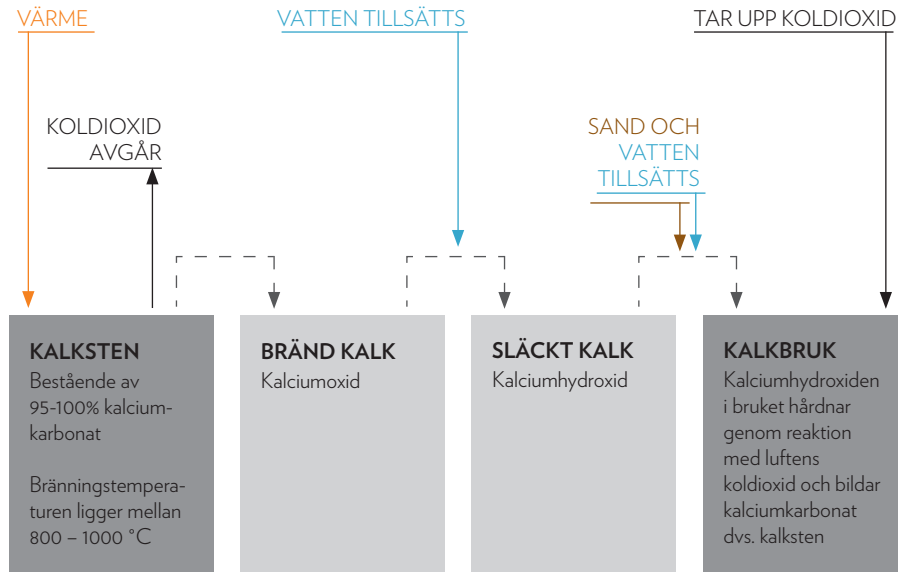 VÄRME
VATTEN TILLSÄTTS
TAR UPP KOLDIOXID
KOLDIOXID
AVGÅR
SAND OCH
VATTEN
TILLSÄTTS
KALKSTEN
Bestående av
95-100% kalcium-
karbonat
Bränningstempera-
turen ligger mellan
800 – 1000 °C
BRÄND KALK
Kalciumoxid
SLÄCKT KALK
Kalciumhydroxid
KALKBRUK
Kalciumhydroxiden
i bruket hårdnar
genom reaktion
med luftens
koldioxid och bildar
kalciumkarbonat
dvs. kalksten